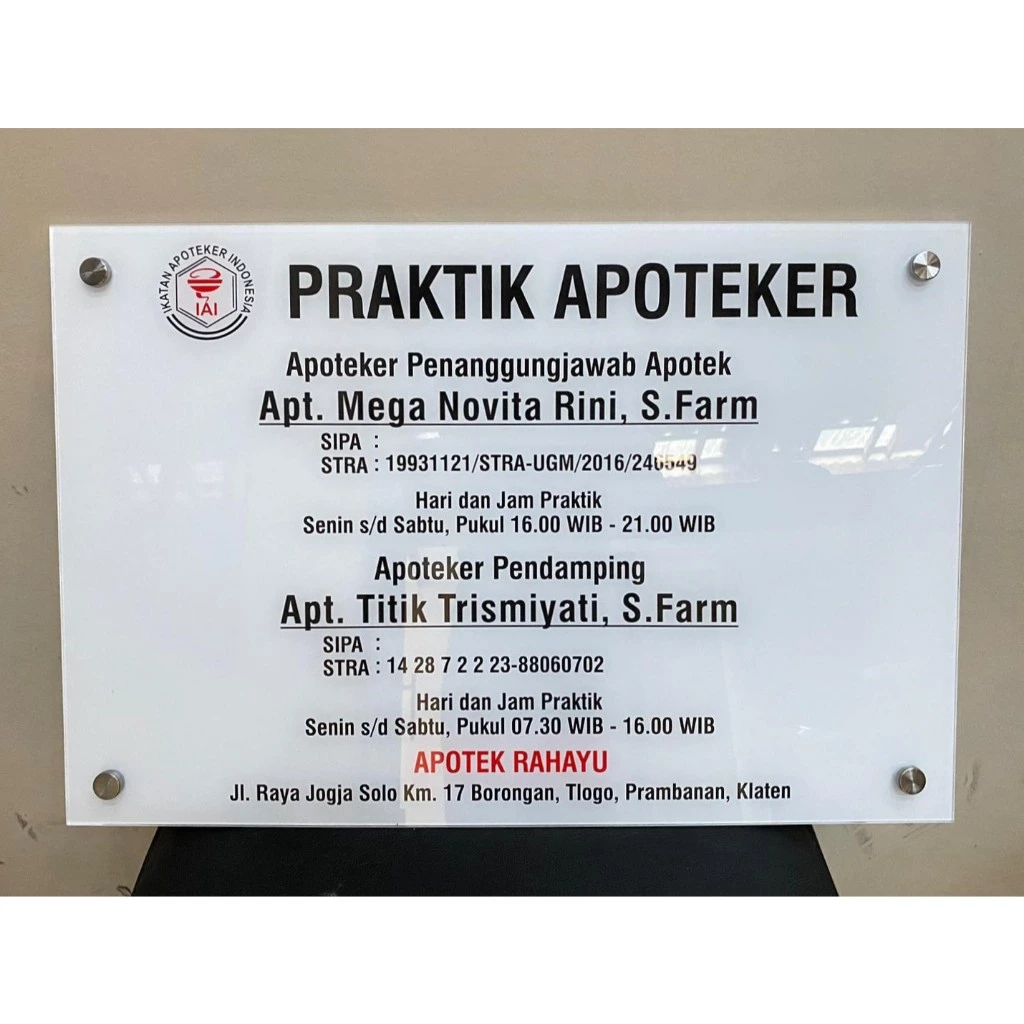 IKATAN APOTEKER INDONESIA
IAI
PRAKTIK APOTEKER
Apoteker Penanggungjawab Apotek
Apt. Mega Novita Rini, S.Farm
SIPA :
STRA : 19931121/STRA-UGM/2016/246549
Hari dan Jam Praktik
Senin s/d Sabtu, Pukul 16.00 WIB - 21.00 WIB
Apoteker Pendamping
Apt. Titik Trismiyati, S.Farm
SIPA :
STRA : 14 28 7 2 2 23-88060702
Hari dan Jam Praktik
Senin s/d Sabtu, Pukul 07.30 WIB - 16.00 WIB
APOTEK RAHAYU
Jl. Raya Jogja Solo Km. 17 Borongan, Tlogo, Prambanan, Klaten